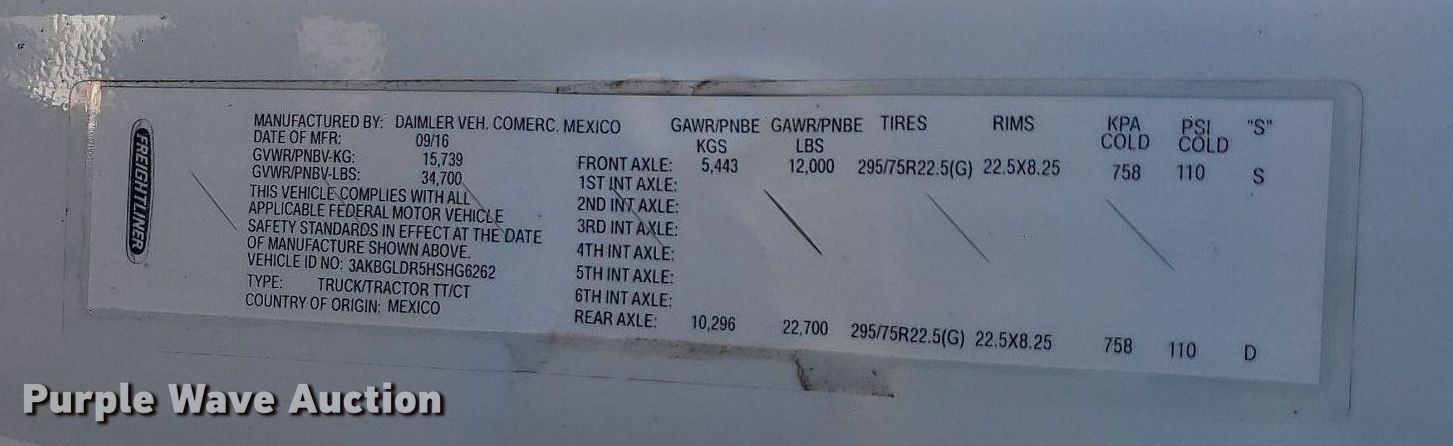 FREIGHTLINER
MANUFACTURED BY: DAIMLER VEH. COMERC. MEXICO
DATE OF MFR: 09/16
GVWR/PNBV-KG: 15,739
GVWR/PNBV-LBS: 34,700
THIS VEHICLE COMPLIES WITH ALL
APPLICABLE FEDERAL MOTOR VEHICLE
SAFETY STANDARDS IN EFFECT AT THE DATE
OF MANUFACTURE SHOWN ABOVE.
VEHICLE ID NO: 3AKBGLDR5HSHG6262
TYPE: TRUCK/TRACTOR TT/CT
COUNTRY OF ORIGIN: MEXICO
GAWR/PNBE GAWR/PNBE TIRES RIMS KPA PSI "S"
KGS LBS COLD COLD
FRONT AXLE: 5,443 12,000 295/75R22.5(G) 22.5X8.25 758 110 S
1ST INT AXLE:
2ND INT AXLE:
3RD INT AXLE:
4TH INT AXLE:
5TH INT AXLE:
6TH INT AXLE:
REAR AXLE: 10,296 22,700 295/75R22.5(G) 22.5X8.25 758 110 D
Purple Wave Auction